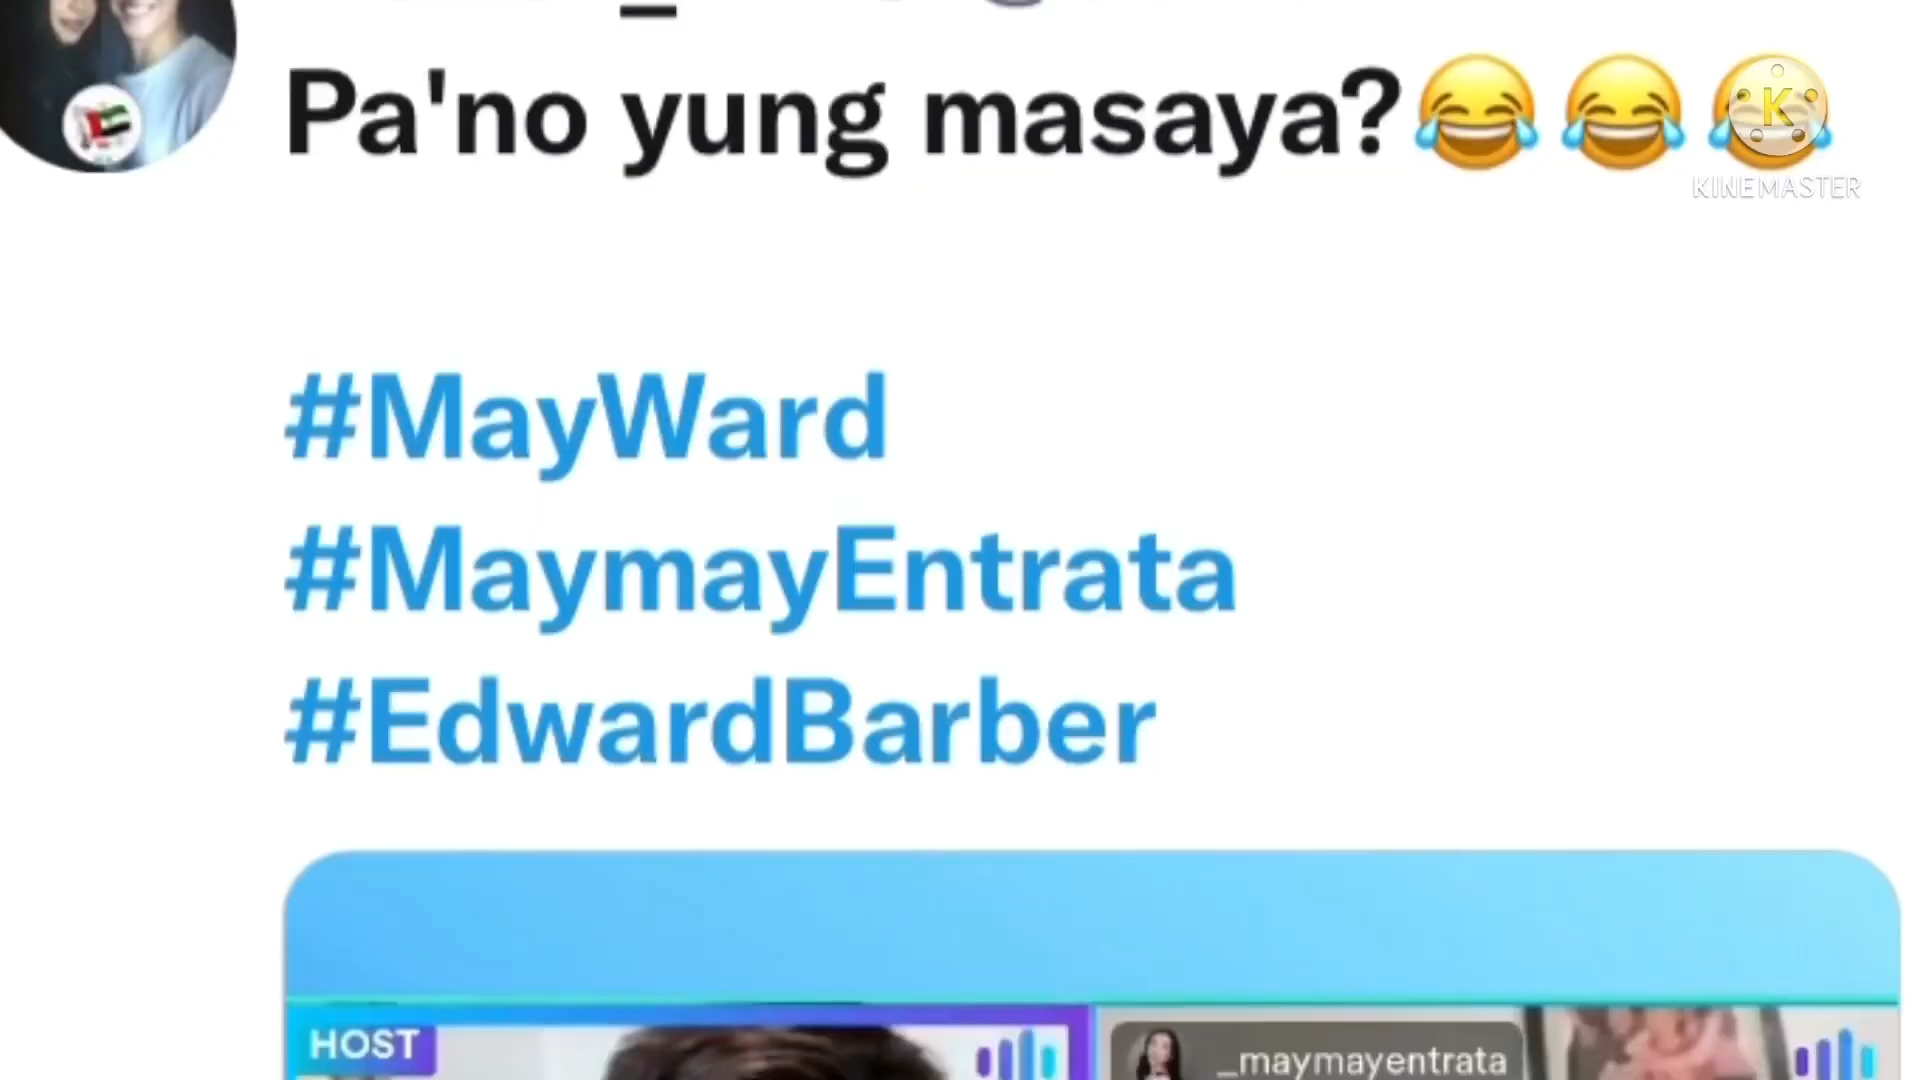 Pa'no yung masaya?😂😂😂
KINEMASTER
#MayWard
#MaymayEntrata
#EdwardBarber
HOST
_maymayentrata